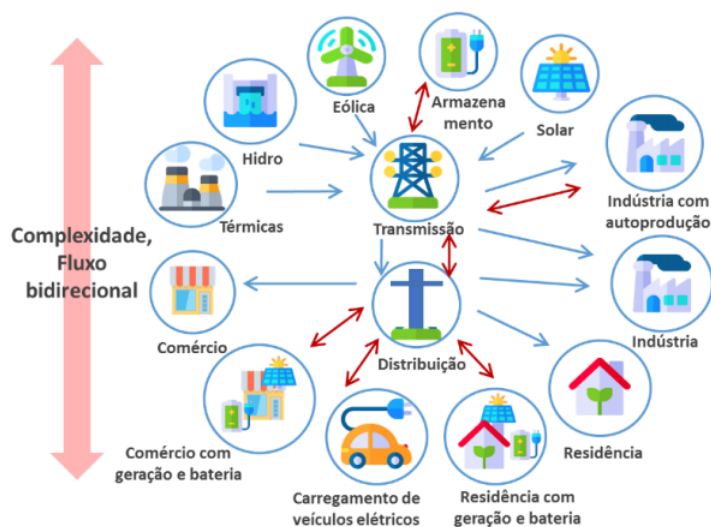 Eólica
Armazena
mento
Solar
Hidro
Térmicas
Transmissão
Indústria com
autoprodução
Complexidade,
Fluxo
bidirecional
Comércio
Distribuição
Indústria
Comércio com
geração e bateria
Carregamento de
veículos elétricos
Residência com
geração e bateria
Residência